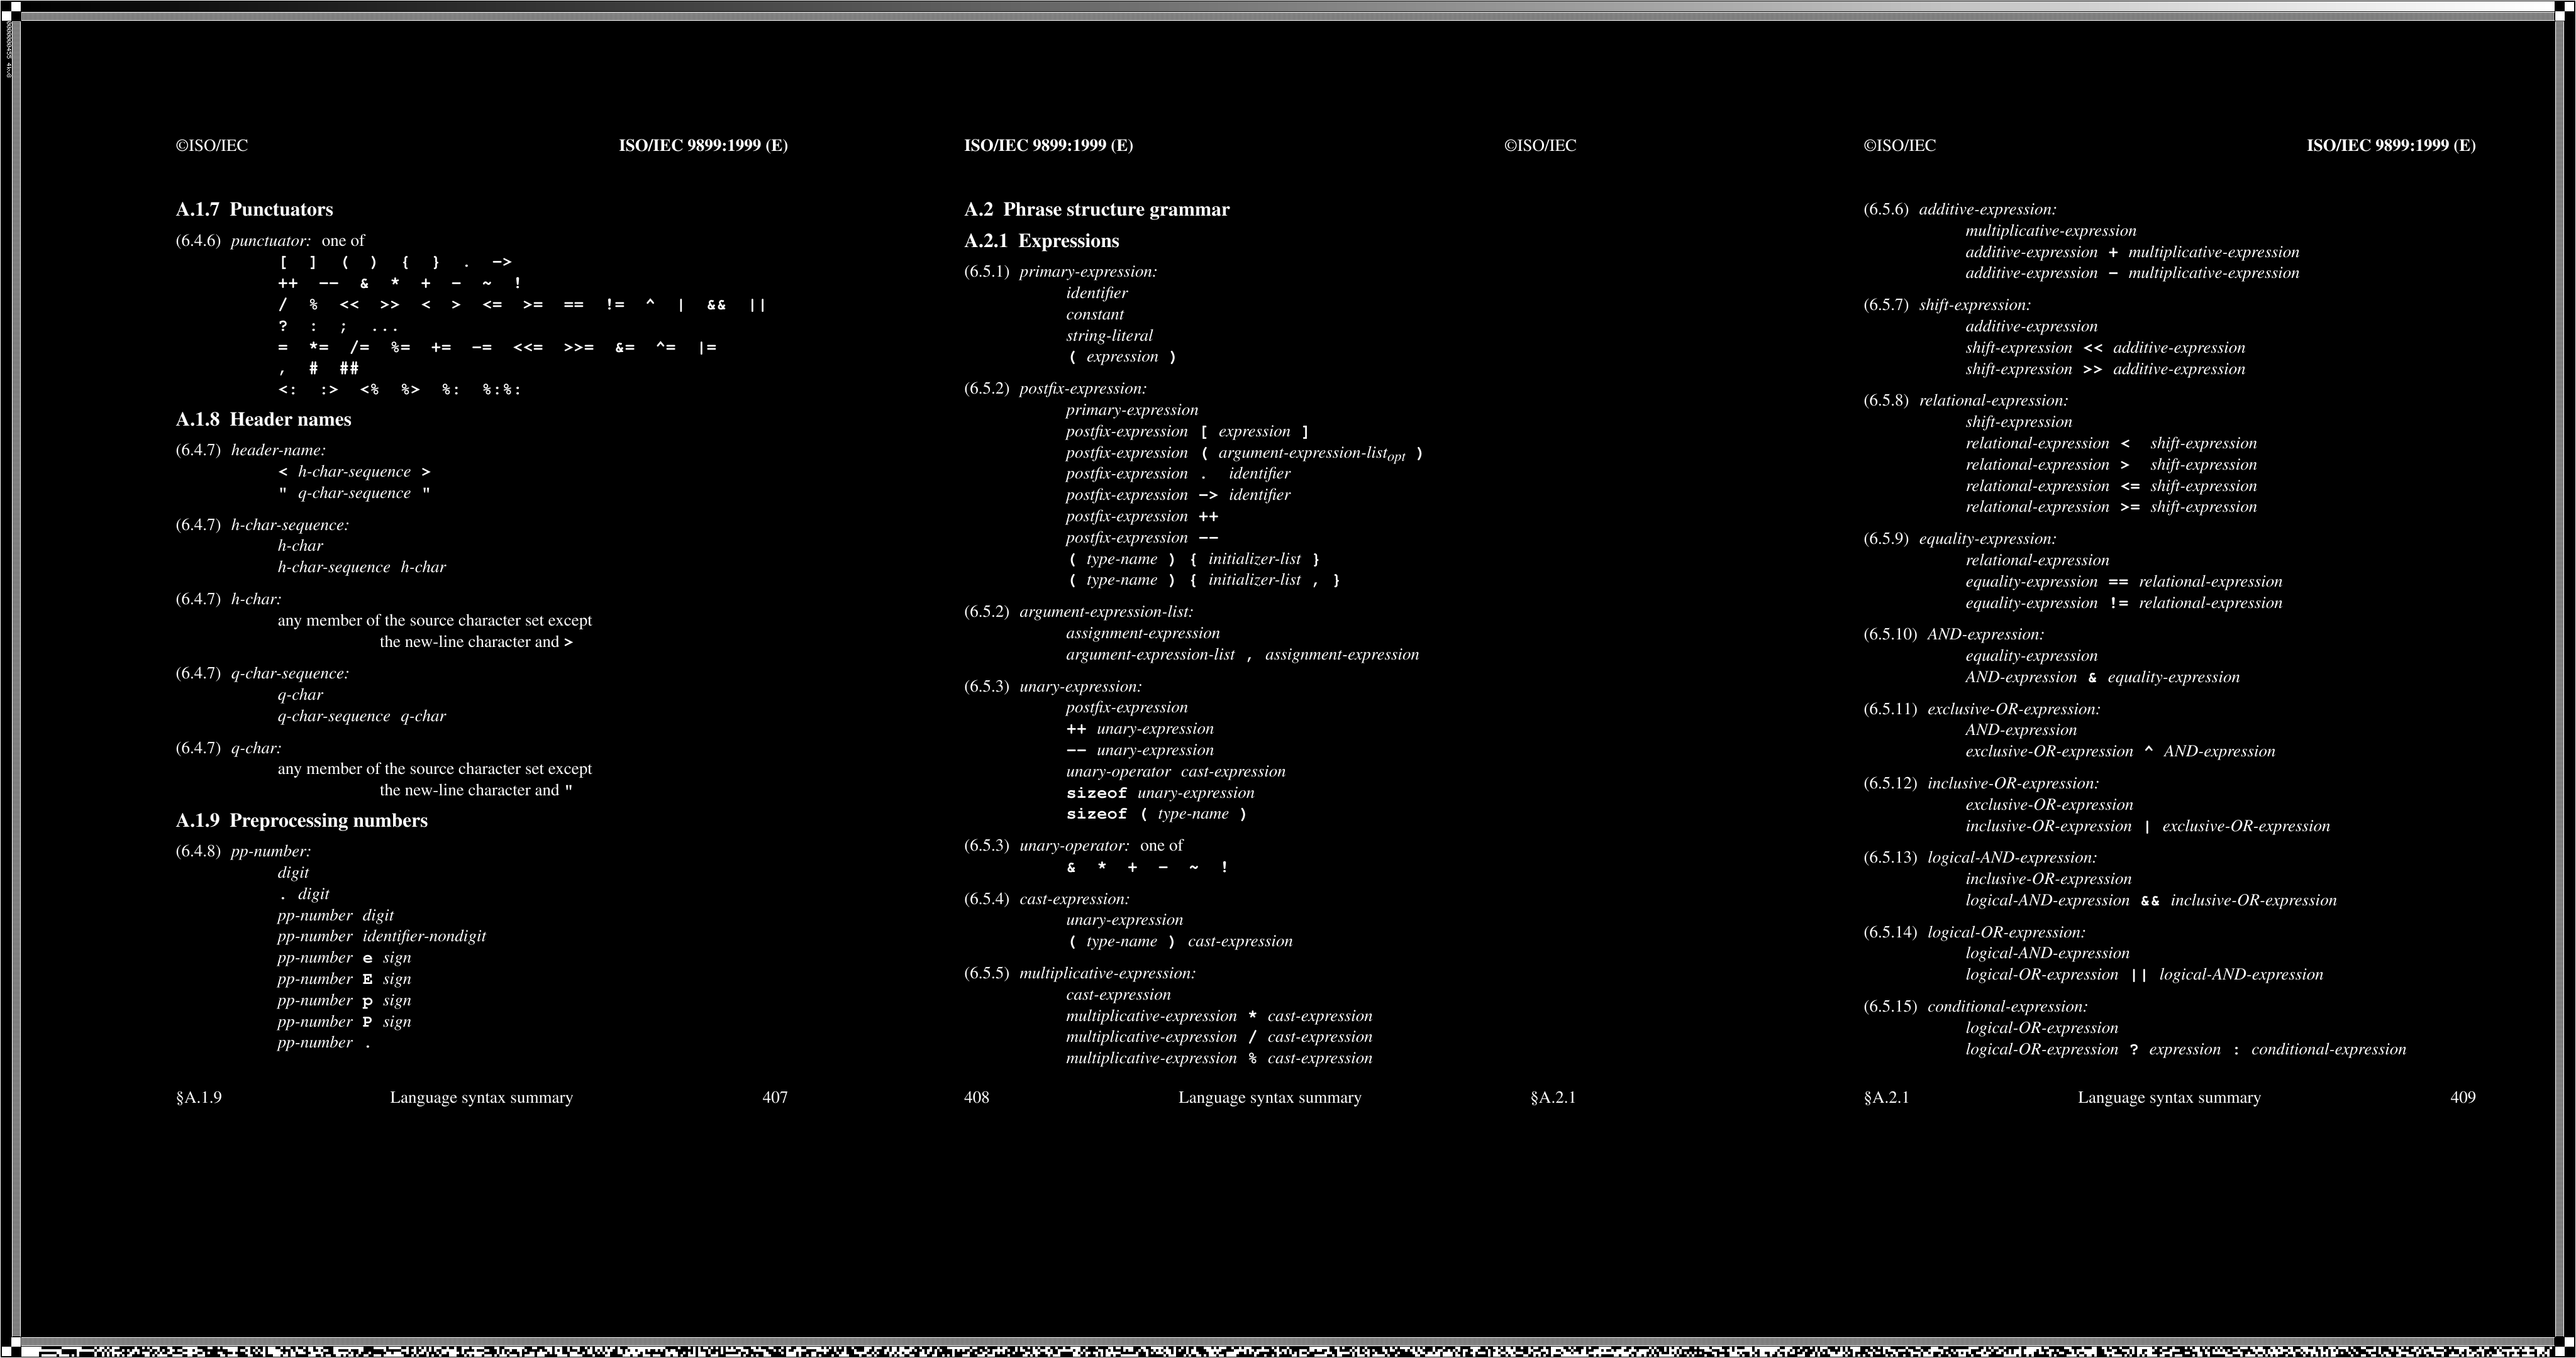 ©ISO/IEC ISO/IEC 9899:1999 (E)
A.1.7 Punctuators
(6.4.6) punctuator: one of
[ ] ( ) { } . ->
++ -- & * + - ~ !
/ % << >> < > <= >= == != ^ | && ||
? : ; ...
= *= /= %= += -= <<= >>= &= ^= |=
, # ##
<: :> <% %> %: %:%:
A.1.8 Header names
(6.4.7) header-name:
< h-char-sequence >
" q-char-sequence "
(6.4.7) h-char-sequence:
h-char
h-char-sequence h-char
(6.4.7) h-char:
any member of the source character set except
the new-line character and >
(6.4.7) q-char-sequence:
q-char
q-char-sequence q-char
(6.4.7) q-char:
any member of the source character set except
the new-line character and "
A.1.9 Preprocessing numbers
(6.4.8) pp-number:
digit
. digit
pp-number digit
pp-number identifier-nondigit
pp-number e sign
pp-number E sign
pp-number p sign
pp-number P sign
pp-number .
§A.1.9 Language syntax summary 407
ISO/IEC 9899:1999 (E) ©ISO/IEC
A.2 Phrase structure grammar
A.2.1 Expressions
(6.5.1) primary-expression:
identifier
constant
string-literal
( expression )
(6.5.2) postfix-expression:
primary-expression
postfix-expression [ expression ]
postfix-expression ( argument-expression-listopt )
postfix-expression . identifier
postfix-expression -> identifier
postfix-expression ++
postfix-expression --
( type-name ) { initializer-list }
( type-name ) { initializer-list , }
(6.5.2) argument-expression-list:
assignment-expression
argument-expression-list , assignment-expression
(6.5.3) unary-expression:
postfix-expression
++ unary-expression
-- unary-expression
unary-operator cast-expression
sizeof unary-expression
sizeof ( type-name )
(6.5.3) unary-operator: one of
& * + - ~ !
(6.5.4) cast-expression:
unary-expression
( type-name ) cast-expression
(6.5.5) multiplicative-expression:
cast-expression
multiplicative-expression * cast-expression
multiplicative-expression / cast-expression
multiplicative-expression % cast-expression
408 Language syntax summary §A.2.1
©ISO/IEC ISO/IEC 9899:1999 (E)
(6.5.6) additive-expression:
multiplicative-expression
additive-expression + multiplicative-expression
additive-expression - multiplicative-expression
(6.5.7) shift-expression:
additive-expression
shift-expression << additive-expression
shift-expression >> additive-expression
(6.5.8) relational-expression:
shift-expression
relational-expression < shift-expression
relational-expression > shift-expression
relational-expression <= shift-expression
relational-expression >= shift-expression
(6.5.9) equality-expression:
relational-expression
equality-expression == relational-expression
equality-expression != relational-expression
(6.5.10) AND-expression:
equality-expression
AND-expression & equality-expression
(6.5.11) exclusive-OR-expression:
AND-expression
exclusive-OR-expression ^ AND-expression
(6.5.12) inclusive-OR-expression:
exclusive-OR-expression
inclusive-OR-expression | exclusive-OR-expression
(6.5.13) logical-AND-expression:
inclusive-OR-expression
logical-AND-expression && inclusive-OR-expression
(6.5.14) logical-OR-expression:
logical-AND-expression
logical-OR-expression || logical-AND-expression
(6.5.15) conditional-expression:
logical-OR-expression
logical-OR-expression ? expression : conditional-expression
§A.2.1 Language syntax summary 409